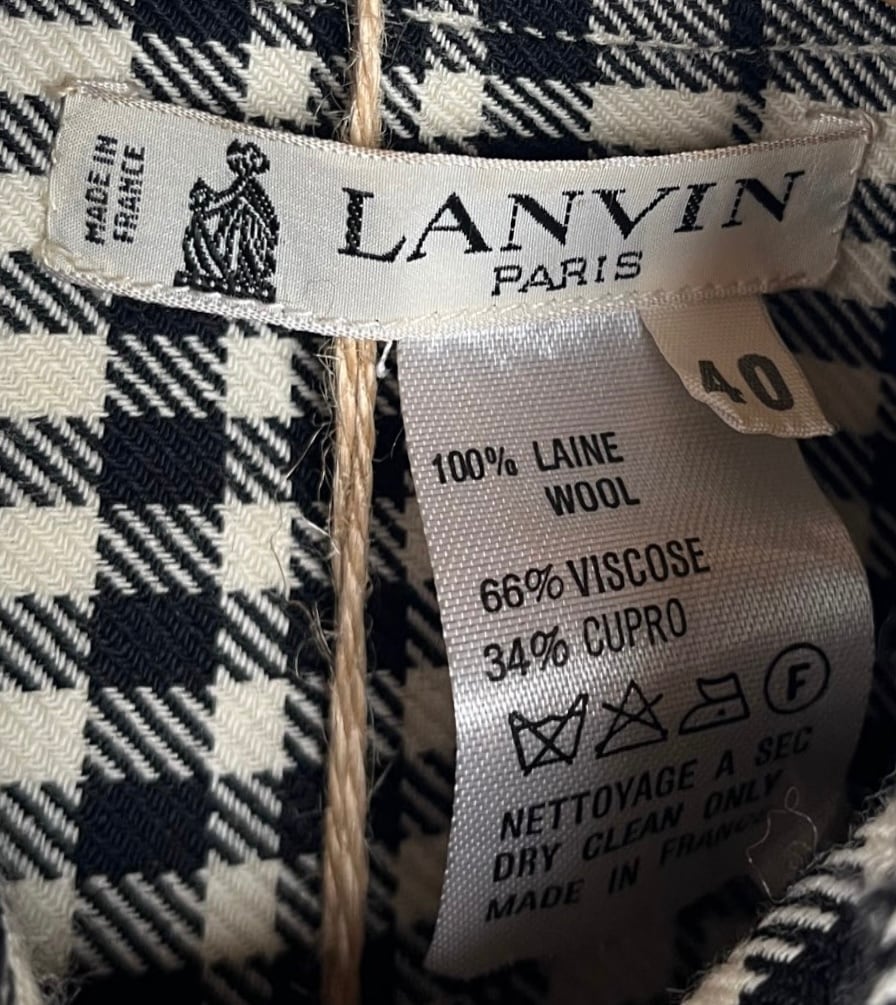 MADE IN
FRANCE
LANVIN
PARIS
40
100% LAINE
WOOL
66% VISCOSE
34% CUPRO
F
NETTOYAGE A SEC
DRY CLEAN ONLY
MADE IN FRANCE